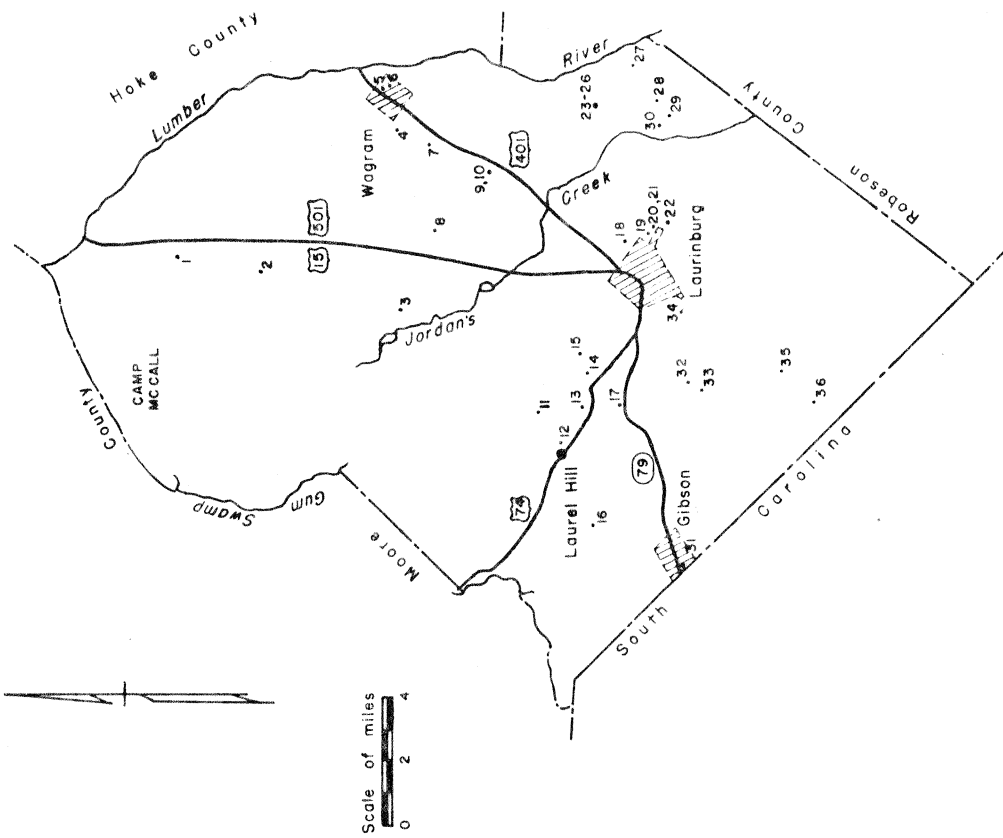 Hoke County
Lumber
River
CAMP
MCCALL
County
Swamp
Gum
Moore
1
2
15
501
3
Jordan's
Wagram
4
5
6
7
8
9,10
401
Creek
23-26
27
28
29
30
County
Robeson
18
19
20,21
22
Laurinburg
34
15
14
11
13
12
17
32
33
35
36
74
Laurel Hill
16
79
Gibson
31
South
Carolina
Scale of miles
0 2 4